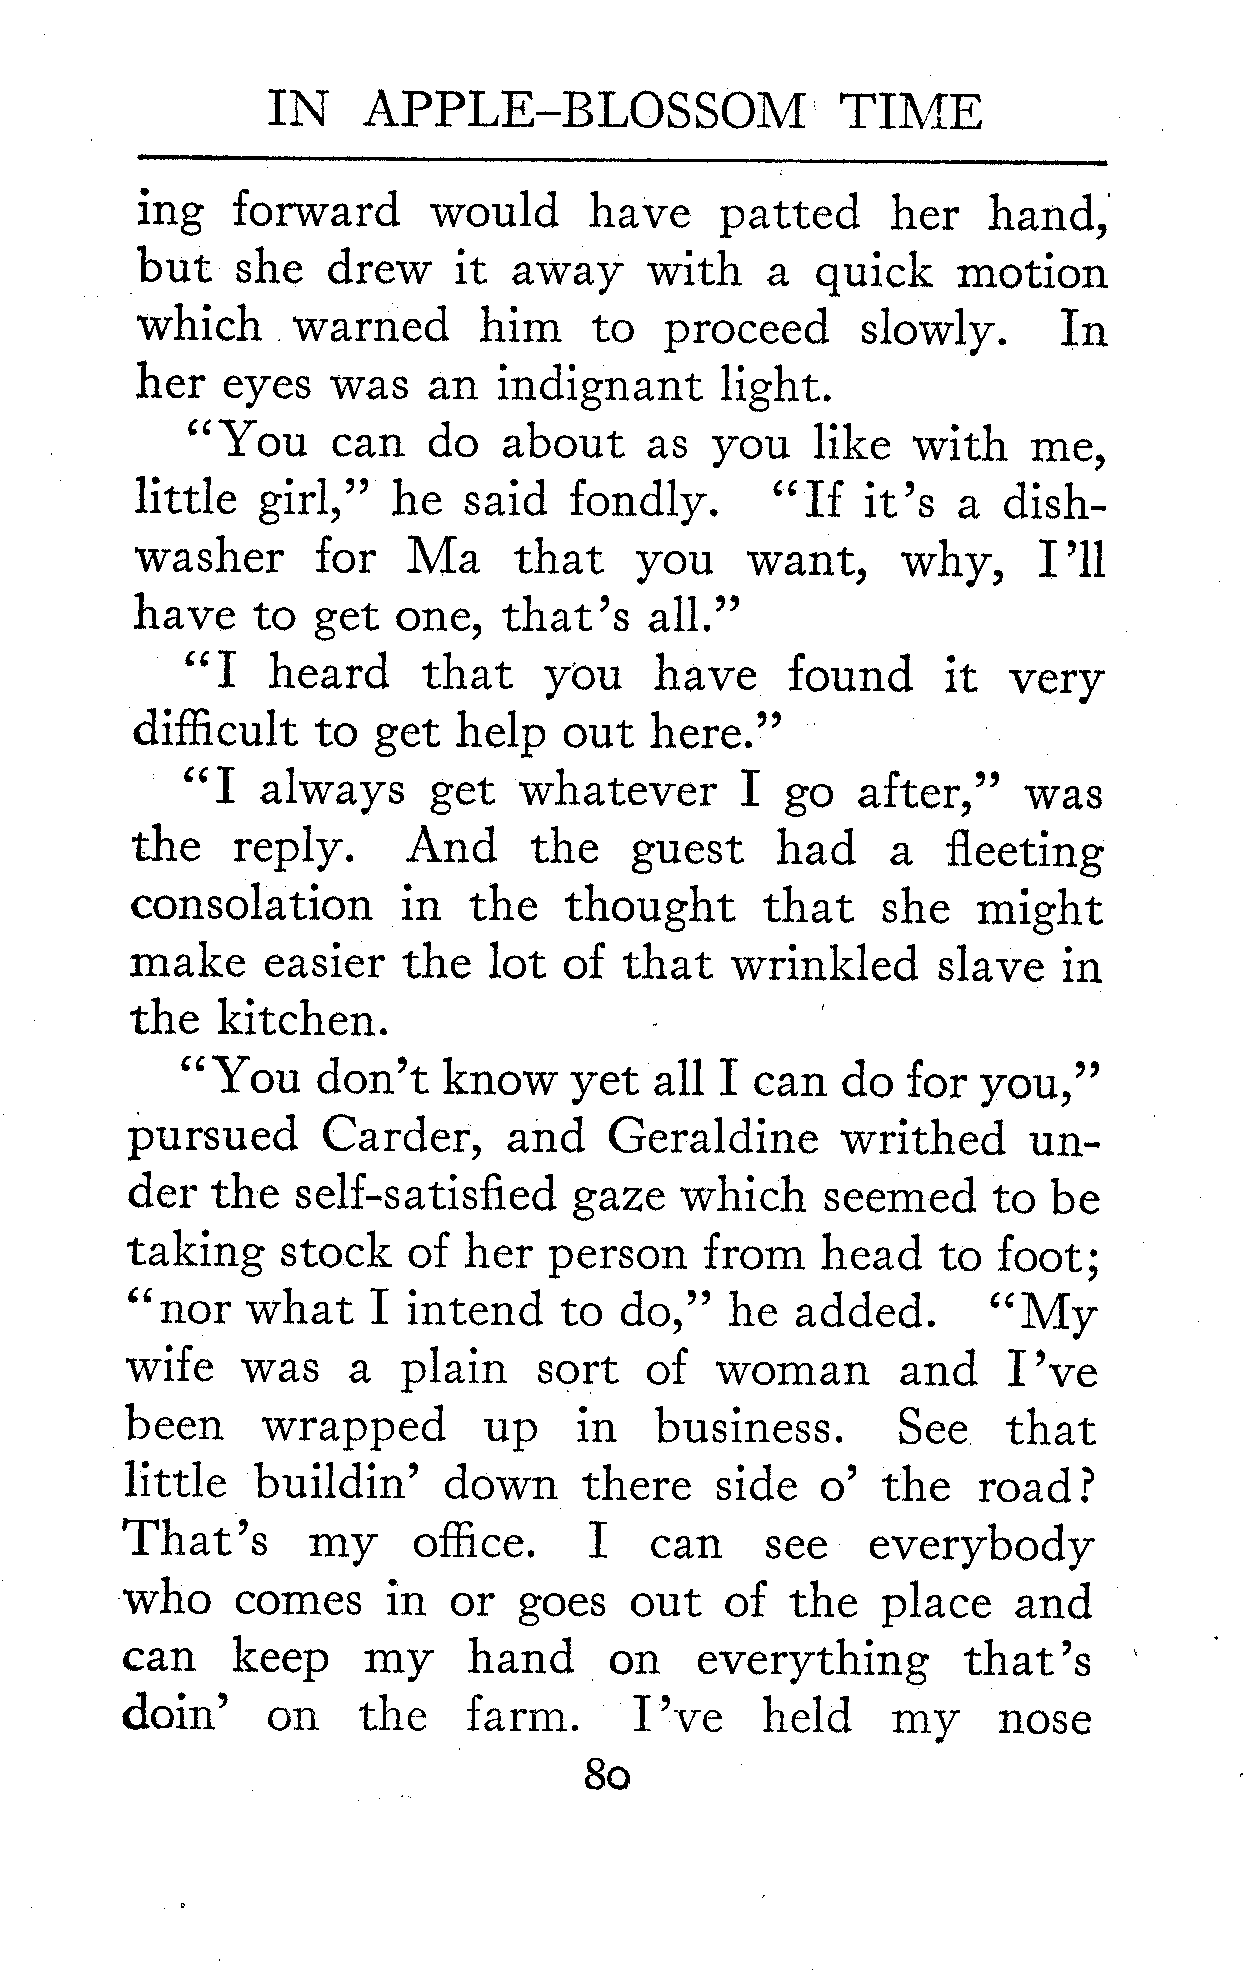 IN APPLE-BLOSSOM TIME
ing forward would have patted her hand,
but she drew it away with a quick motion
which warned him to proceed slowly. In
her eyes was an indignant light.
"You can do about as you like with me,
little girl," he said fondly. "If it's a dish-
washer for Ma that you want, why, I'll
have to get one, that's all."
"I heard that you have found it very
difficult to get help out here."
"I always get whatever I go after," was
the reply. And the guest had a fleeting
consolation in the thought that she might
make easier the lot of that wrinkled slave in
the kitchen.
"You don't know yet all I can do for you,"
pursued Carder, and Geraldine writhed un-
der the self-satisfied gaze which seemed to be
taking stock of her person from head to foot;
"nor what I intend to do," he added. "My
wife was a plain sort of woman and I've
been wrapped up in business. See that
little buildin' down there side o' the road?
That's my office. I can see everybody
who comes in or goes out of the place and
can keep my hand on everything that's
doin' on the farm. I've held my nose
80